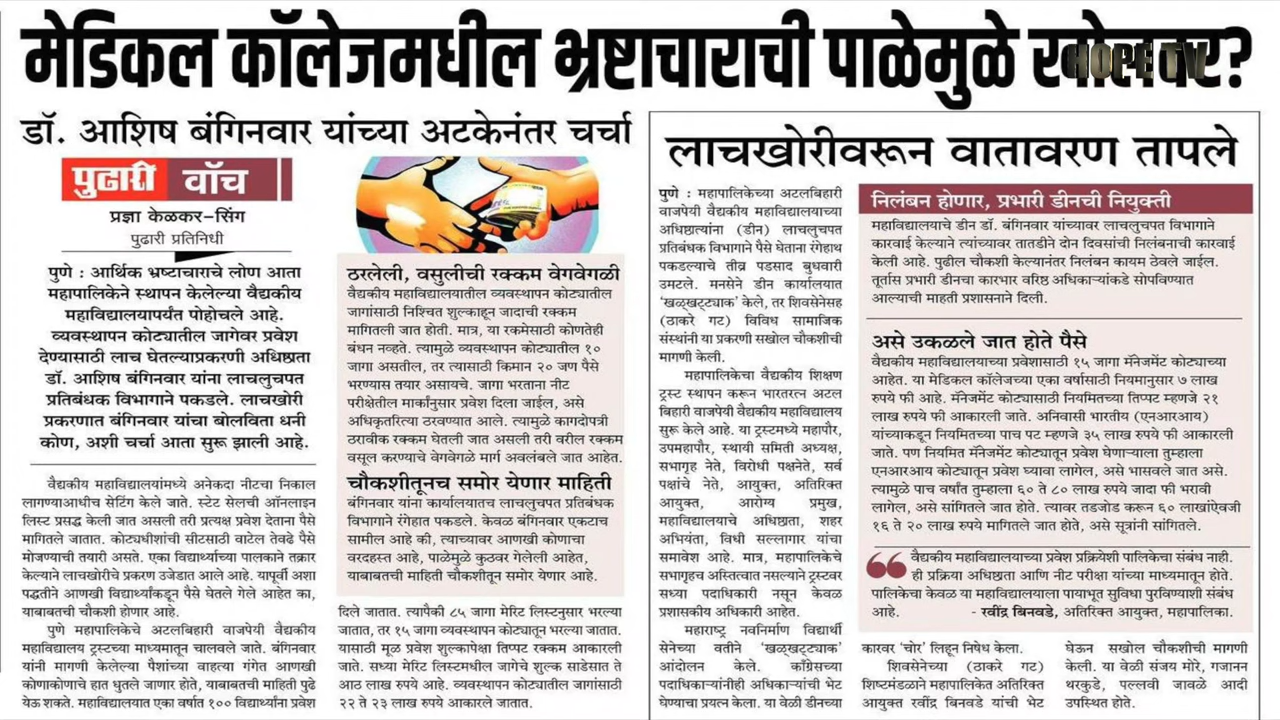 मेडिकल कॉलेजमधील भ्रष्टाचाराची पाळेमुळे खोलवर?
HOPE TV
डॉ. आशिष बंगिनवार यांच्या अटकेनंतर चर्चा
पुढारी वॉच
प्रज्ञा केळकर-सिंग
पुढारी प्रतिनिधी
पुणे : आर्थिक भ्रष्टाचाराचे लोण आता
महापालिकेने स्थापन केलेल्या वैद्यकीय
महाविद्यालयापर्यंत पोहोचले आहे.
व्यवस्थापन कोट्यातील जागेवर प्रवेश
देण्यासाठी लाच घेतल्याप्रकरणी अधिष्ठता
डॉ. आशिष बंगिनवार यांना लाचलुचपत
प्रतिबंधक विभागाने पकडले. लाचखोरी
प्रकरणात बंगिनवार यांचा बोलविता धनी
कोण, अशी चर्चा आता सुरू झाली आहे.
वैद्यकीय महाविद्यालयांमध्ये अनेकदा नीटचा निकाल
लागण्याआधीच सेटिंग केले जाते. स्टेट सेलची ऑनलाइन
लिस्ट प्रसद्ध केली जात असली तरी प्रत्यक्ष प्रवेश देताना पैसे
मागितले जातात. कोट्यधीशांची सीटसाठी वाटेल तेवढे पैसे
मोजण्याची तयारी असते. एका विद्यार्थ्याच्या पालकाने तक्रार
केल्याने लाचखोरीचे प्रकरण उजेडात आले आहे. यापूर्वी अशा
पद्धतीने आणखी विद्यार्थ्यांकडून पैसे घेतले गेले आहेत का,
याबाबतची चौकशी होणार आहे.
पुणे महापालिकेचे अटलबिहारी वाजपेयी वैद्यकीय
महाविद्यालय ट्रस्टच्या माध्यमातून चालवले जाते. बंगिनवार
यांनी मागणी केलेल्या पैशांच्या वाहत्या गंगेत आणखी
कोणाकोणाचे हात धुतले जाणार होते, याबाबतची माहिती पुढे
येऊ शकते. महाविद्यालयात एका वर्षात १०० विद्यार्थ्यांना प्रवेश
ठरलेली, वसुलीची रक्कम वेगवेगळी
वैद्यकीय महाविद्यालयातील व्यवस्थापन कोट्यातील
जागांसाठी निश्चित शुल्काहून जादाची रक्कम
मागितली जात होती. मात्र, या रकमेसाठी कोणतेही
बंधन नव्हते. त्यामुळे व्यवस्थापन कोट्यातील १०
जागा असतील, तर त्यासाठी किमान २० जण पैसे
भरण्यास तयार असायचे. जागा भरताना नीट
परीक्षेतील मार्कांनुसार प्रवेश दिला जाईल, असे
अधिकृतरित्या ठरवण्यात आले. त्यामुळे कागदोपत्री
ठरावीक रक्कम घेतली जात असली तरी वरील रक्कम
वसूल करण्याचे वेगवेगळे मार्ग अवलंबले जात आहेत.
चौकशीतूनच समोर येणार माहिती
बंगिनवार यांना कार्यालयातच लाचलुचपत प्रतिबंधक
विभागाने रंगेहात पकडले. केवळ बंगिनवार एकटाच
सामील आहे की, त्याच्यावर आणखी कोणाचा
वरदहस्त आहे, पाळेमुळे कुठवर गेलेली आहेत,
याबाबतची माहिती चौकशीतून समोर येणार आहे.
दिले जातात. त्यापैकी ८५ जागा मेरिट लिस्टनुसार भरल्या
जातात, तर १५ जागा व्यवस्थापन कोट्यातून भरल्या जातात.
यासाठी मूळ प्रवेश शुल्कापेक्षा तिप्पट रक्कम आकारली
जाते. सध्या मेरिट लिस्टमधील जागेचे शुल्क साडेसात ते
आठ लाख रुपये आहे. व्यवस्थापन कोट्यातील जागांसाठी
२२ ते २३ लाख रुपये आकारले जातात.
लाचखोरीवरून वातावरण तापले
पुणे : महापालिकेच्या अटलबिहारी
वाजपेयी वैद्यकीय महाविद्यालयाच्या
अधिष्ठात्यांना (डीन) लाचलुचपत
प्रतिबंधक विभागाने पैसे घेताना रंगेहाथ
पकडल्याचे तीव्र पडसाद बुधवारी
उमटले. मनसेने डीन कार्यालयात
'खळ्खट्ट्याक' केले, तर शिवसेनेसह
(ठाकरे गट) विविध सामाजिक
संस्थांनी या प्रकरणी सखोल चौकशीची
मागणी केली.
महापालिकेचा वैद्यकीय शिक्षण
ट्रस्ट स्थापन करून भारतरत्न अटल
बिहारी वाजपेयी वैद्यकीय महाविद्यालय
सुरू केले आहे. या ट्रस्टमध्ये महापौर,
उपमहापौर, स्थायी समिती अध्यक्ष,
सभागृह नेते, विरोधी पक्षनेते, सर्व
पक्षांचे नेते, आयुक्त, अतिरिक्त
आयुक्त, आरोग्य प्रमुख,
महाविद्यालयाचे अधिष्ठाता, शहर
अभियंता, विधी सल्लागार यांचा
समावेश आहे. मात्र, महापालिकेचे
सभागृहच अस्तित्वात नसल्याने ट्रस्टवर
सध्या पदाधिकारी नसून केवळ
प्रशासकीय अधिकारी आहेत.
महाराष्ट्र नवनिर्माण विद्यार्थी
सेनेच्या वतीने 'खळ्खट्ट्याक'
आंदोलन केले. काँग्रेसच्या
पदाधिकाऱ्यांनीही अधिकाऱ्यांची भेट
घेण्याचा प्रयत्न केला. या वेळी डीनच्या
निलंबन होणार, प्रभारी डीनची नियुक्ती
महाविद्यालाचे डीन डॉ. बंगिनवार यांच्यावर लाचलुचपत विभागाने
कारवाई केल्याने त्यांच्यावर तातडीने दोन दिवसांची निलंबनाची कारवाई
केली आहे. पुढील चौकशी केल्यानंतर निलंबन कायम ठेवले जाईल.
तूर्तास प्रभारी डीनचा कारभार वरिष्ठ अधिकाऱ्यांकडे सोपविण्यात
आल्याची माहती प्रशासनाने दिली.
असे उकळले जात होते पैसे
वैद्यकीय महाविद्यालयाच्या प्रवेशासाठी १५ जागा मॅनेजमेंट कोट्याच्या
आहेत. या मेडिकल कॉलेजच्या एका वर्षासाठी नियमानुसार ७ लाख
रुपये फी आहे. मॅनेजमेंट कोट्यासाठी नियमितच्या तिप्पट म्हणजे २१
लाख रुपये फी आकारली जाते. अनिवासी भारतीय (एनआरआय)
यांच्याकडून नियमितच्या पाच पट म्हणजे ३५ लाख रुपये फी आकारली
जाते. पण नियमित मॅनेजमेंट कोट्यातून प्रवेश घेणाऱ्याला तुम्हाला
एनआरआय कोट्यातून प्रवेश घ्यावा लागेल, असे भासवले जात असे.
त्यामुळे पाच वर्षांत तुम्हाला ६० ते ८० लाख रुपये जादा फी भरावी
लागेल, असे सांगितले जात होते. त्यावर तडजोड करून ६० लाखांऐवजी
१६ ते २० लाख रुपये मागितले जात होते, असे सूत्रांनी सांगितले.
वैद्यकीय महाविद्यालयाच्या प्रवेश प्रक्रियेशी पालिकेचा संबंध नाही.
ही प्रक्रिया अधिष्ठाता आणि नीट परीक्षा यांच्या माध्यमातून होते.
पालिकेचा केवळ या महाविद्यालयाला पायाभूत सुविधा पुरविण्याशी संबंध
आहे. - रवींद्र बिनवडे, अतिरिक्त आयुक्त, महापालिका.
कारवर 'चोर' लिहून निषेध केला.
शिवसेनेच्या (ठाकरे गट)
शिष्टमंडळाने महापालिकेत अतिरिक्त
आयुक्त रवींद्र बिनवडे यांची भेट
घेऊन सखोल चौकशीची मागणी
केली. या वेळी संजय मोरे, गजानन
थरकुडे, पल्लवी जावळे आदी
उपस्थित होते.